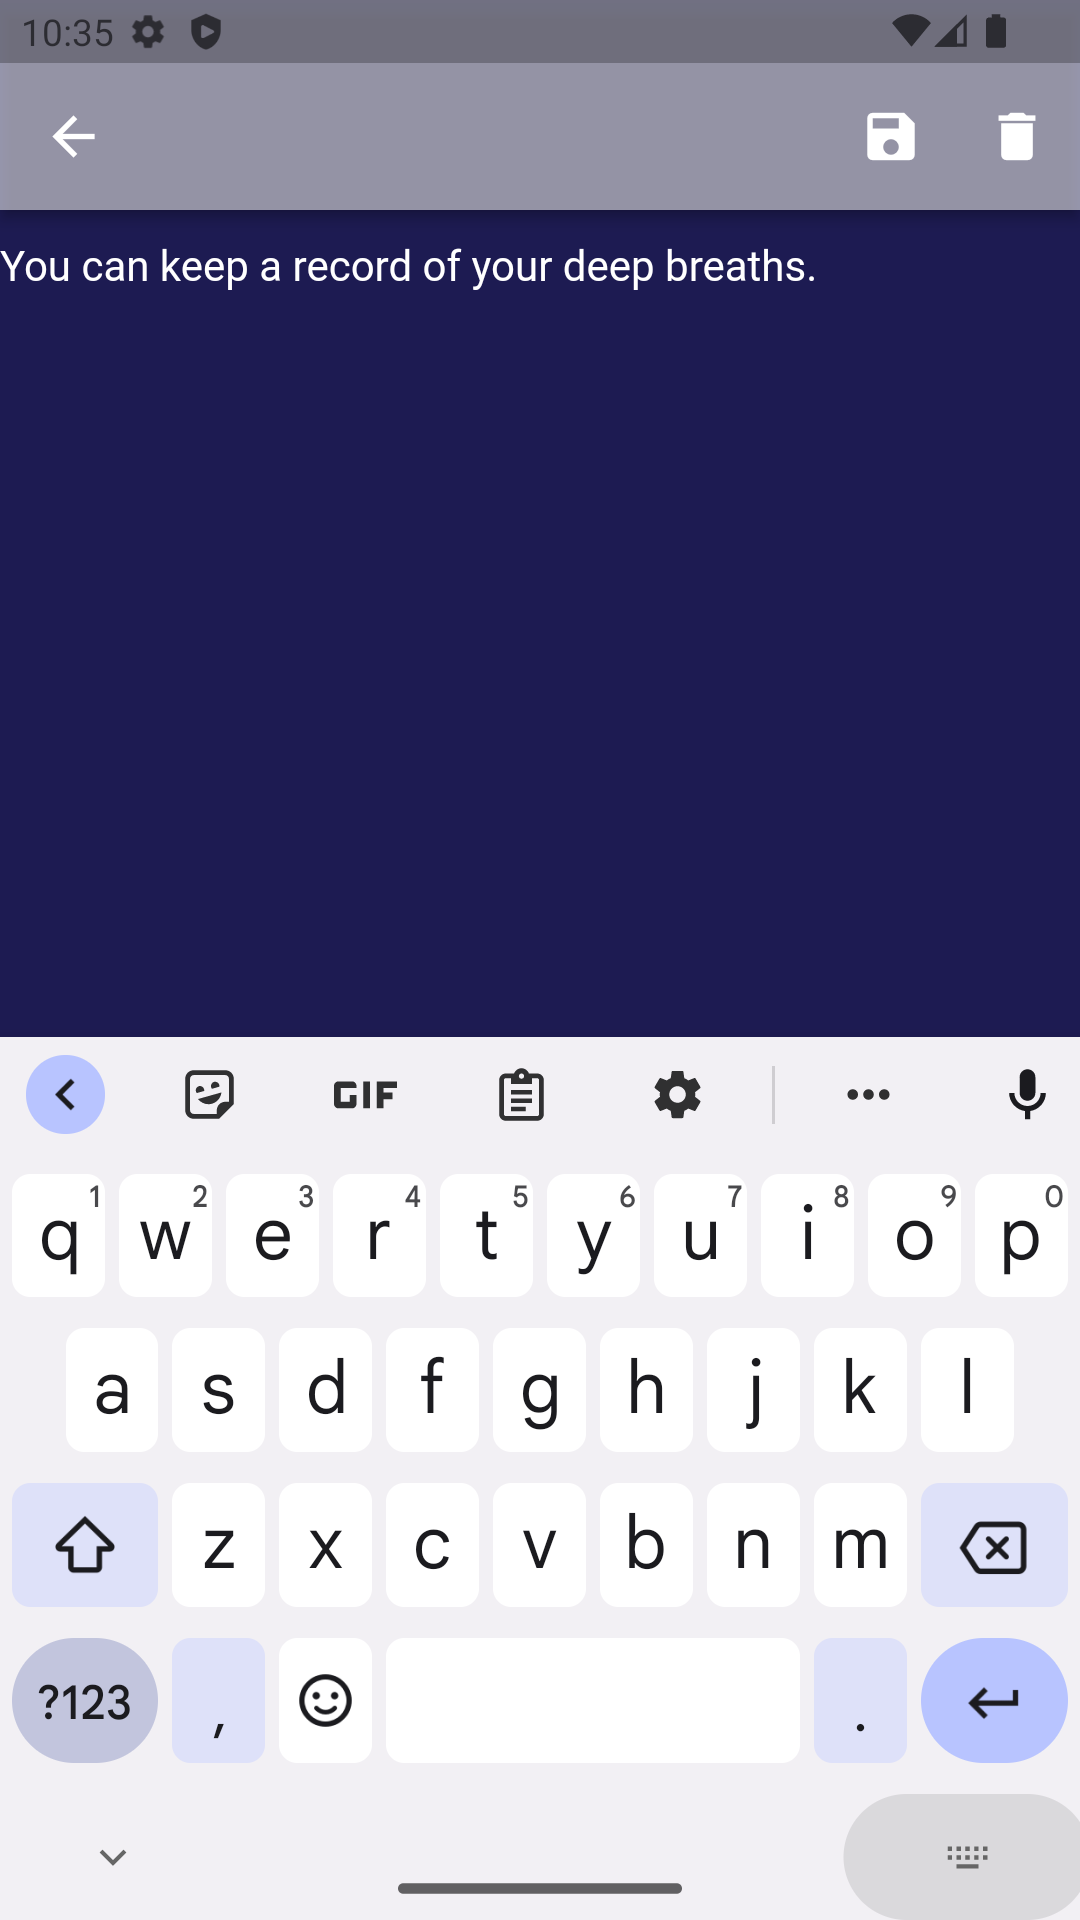 10:35
You can keep a record of your deep breaths.
GIF
q 1 w 2 e 3 r 4 t 5 y 6 u 7 i 8 o 9 p 0
a s d f g h j k l
z x c v b n m
?123 , .